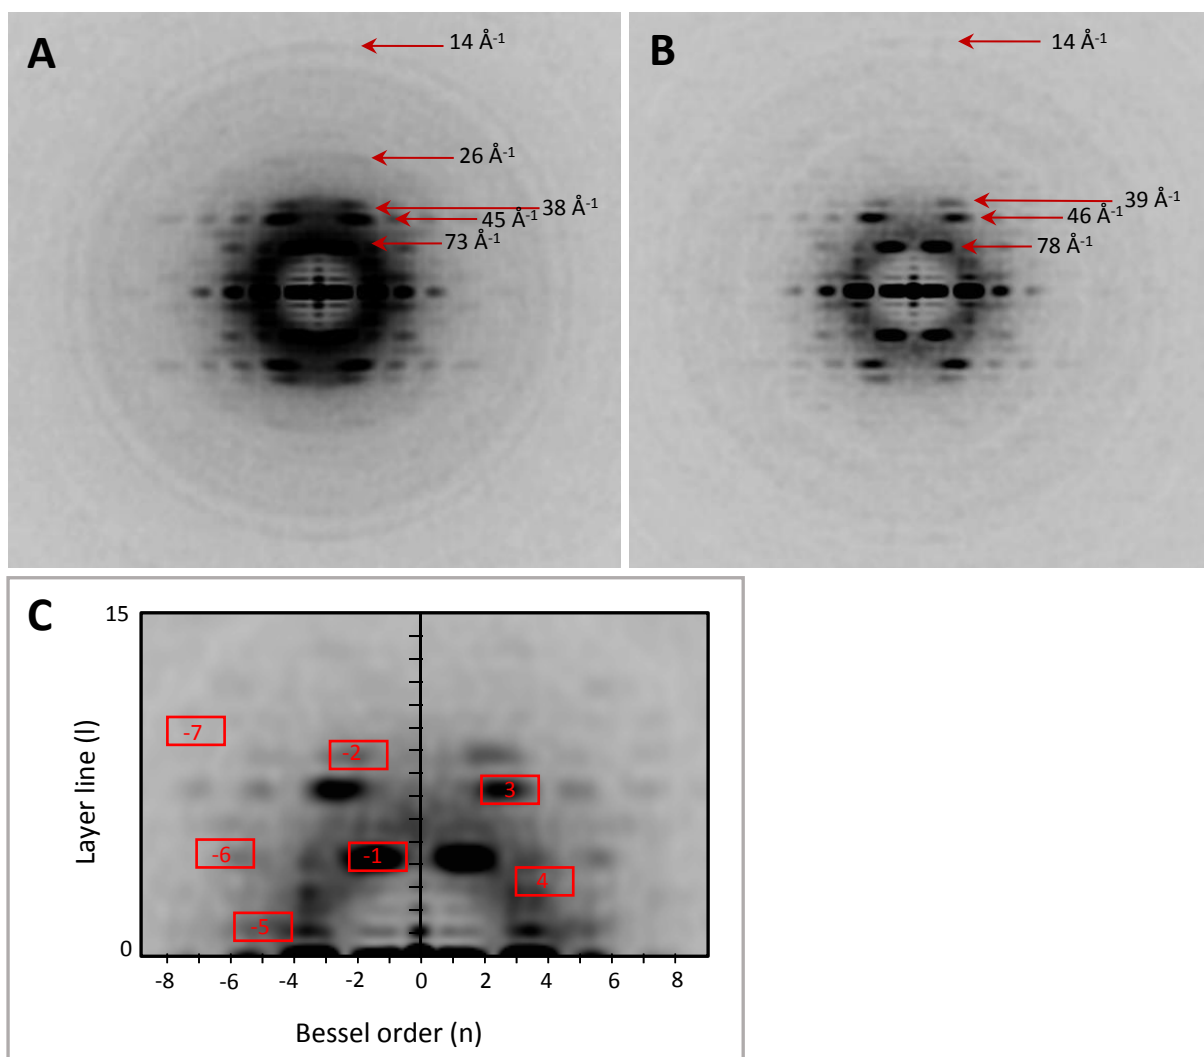 A
14 Å-1
26 Å-1
38 Å-1
45 Å-1
73 Å-1
B
14 Å-1
39 Å-1
46 Å-1
78 Å-1
C
15
Layer line (l)
0
-7
-2
3
-6
-1
4
-5
-8 -6 -4 -2 0 2 4 6 8
Bessel order (n)